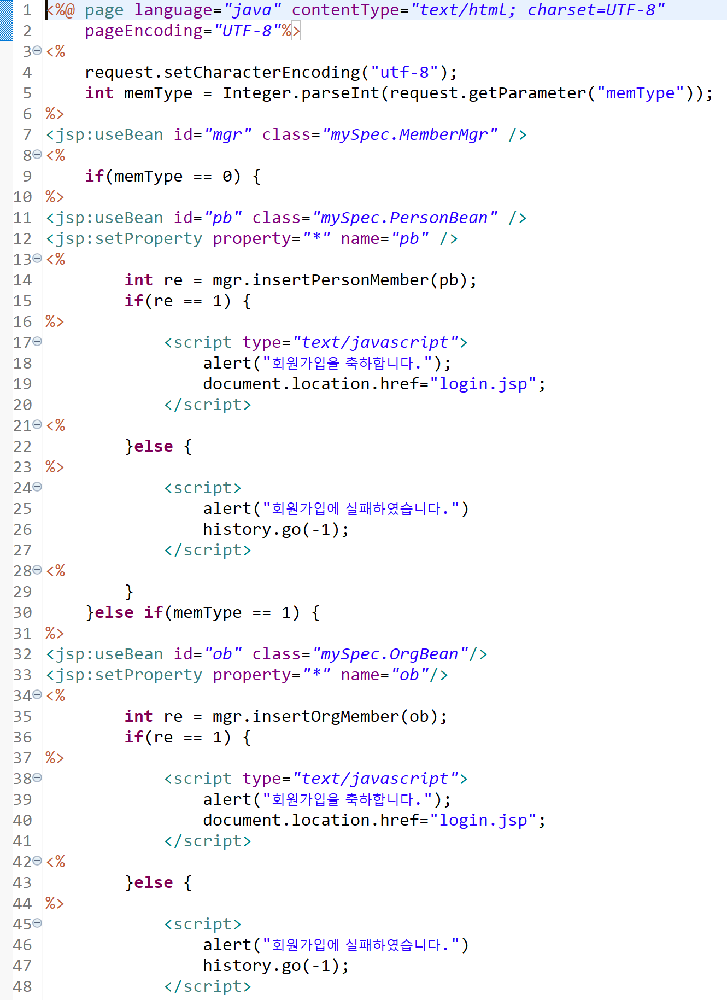 1 <%@ page language="java" contentType="text/html; charset=UTF-8"
2     pageEncoding="UTF-8"%>
3 <%
4     request.setCharacterEncoding("utf-8");
5     int memType = Integer.parseInt(request.getParameter("memType"));
6 %>
7 <jsp:useBean id="mgr" class="mySpec.MemberMgr" />
8 <%
9     if(memType == 0) {
10 %>
11 <jsp:useBean id="pb" class="mySpec.PersonBean" />
12 <jsp:setProperty property="*" name="pb" />
13 <%
14         int re = mgr.insertPersonMember(pb);
15         if(re == 1) {
16 %>
17             <script type="text/javascript">
18                 alert("회원가입을 축하합니다.");
19                 document.location.href="login.jsp";
20             </script>
21 <%
22         }else {
23 %>
24             <script>
25                 alert("회원가입에 실패하였습니다.")
26                 history.go(-1);
27             </script>
28 <%
29         }
30     }else if(memType == 1) {
31 %>
32 <jsp:useBean id="ob" class="mySpec.OrgBean"/>
33 <jsp:setProperty property="*" name="ob"/>
34 <%
35         int re = mgr.insertOrgMember(ob);
36         if(re == 1) {
37 %>
38             <script type="text/javascript">
39                 alert("회원가입을 축하합니다.");
40                 document.location.href="login.jsp";
41             </script>
42 <%
43         }else {
44 %>
45             <script>
46                 alert("회원가입에 실패하였습니다.")
47                 history.go(-1);
48             </script>